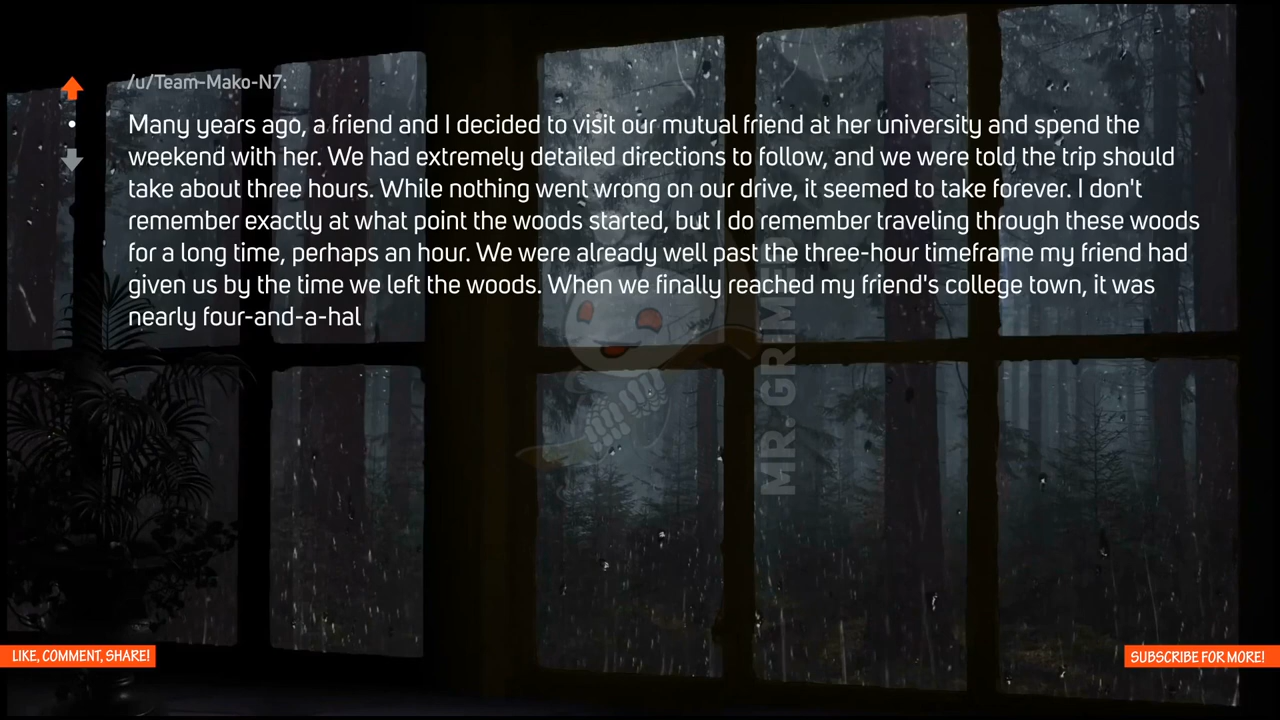 /u/Team-Mako-N7:
Many years ago, a friend and I decided to visit our mutual friend at her university and spend the
weekend with her. We had extremely detailed directions to follow, and we were told the trip should
take about three hours. While nothing went wrong on our drive, it seemed to take forever. I don't
remember exactly at what point the woods started, but I do remember traveling through these woods
for a long time, perhaps an hour. We were already well past the three-hour timeframe my friend had
given us by the time we left the woods. When we finally reached my friend's college town, it was
nearly four-and-a-hal
MR. GRIMPS
LIKE, COMMENT, SHARE!
SUBSCRIBE FOR MORE!